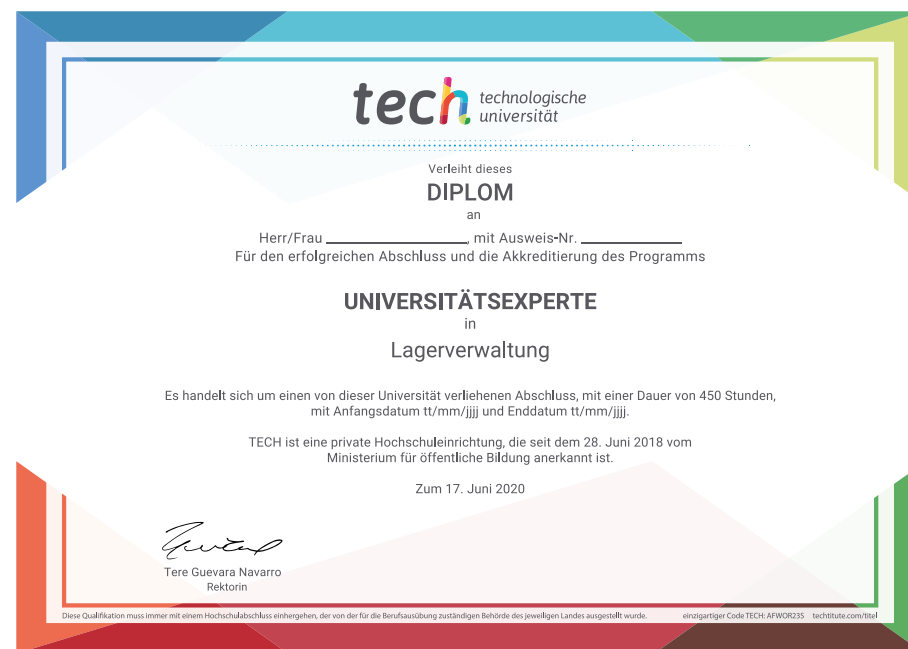 tech technologische
universität
Verleiht dieses
DIPLOM
an
Herr/Frau ____________________, mit Ausweis-Nr. ______________
Für den erfolgreichen Abschluss und die Akkreditierung des Programms
UNIVERSITÄTSEXPERTE
in
Lagerverwaltung
Es handelt sich um einen von dieser Universität verliehenen Abschluss, mit einer Dauer von 450 Stunden,
mit Anfangsdatum tt/mm/jjjj und Enddatum tt/mm/jjjj.
TECH ist eine private Hochschuleinrichtung, die seit dem 28. Juni 2018 vom
Ministerium für öffentliche Bildung anerkannt ist.
Zum 17. Juni 2020
Tere Guevara Navarro
Rektorin
Diese Qualifikation muss immer mit einem Hochschulabschluss einhergehen, der von der für die Berufsausübung zuständigen Behörde des jeweiligen Landes ausgestellt wurde. einzigartiger Code TECH: AFWOR23S techtitute.com/titel